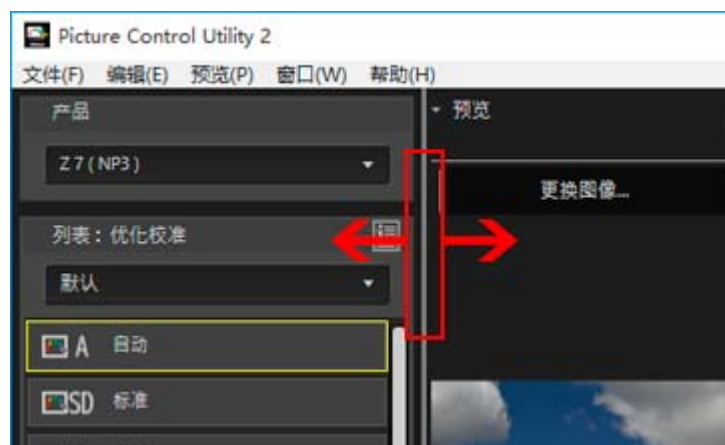 Picture Control Utility 2
文件(F) 编辑(E) 预览(P) 窗口(W) 帮助(H)
产品
预览
Z 7 ( NP3 )
更换图像...
列表：优化校准
默认
A 自动
SD 标准